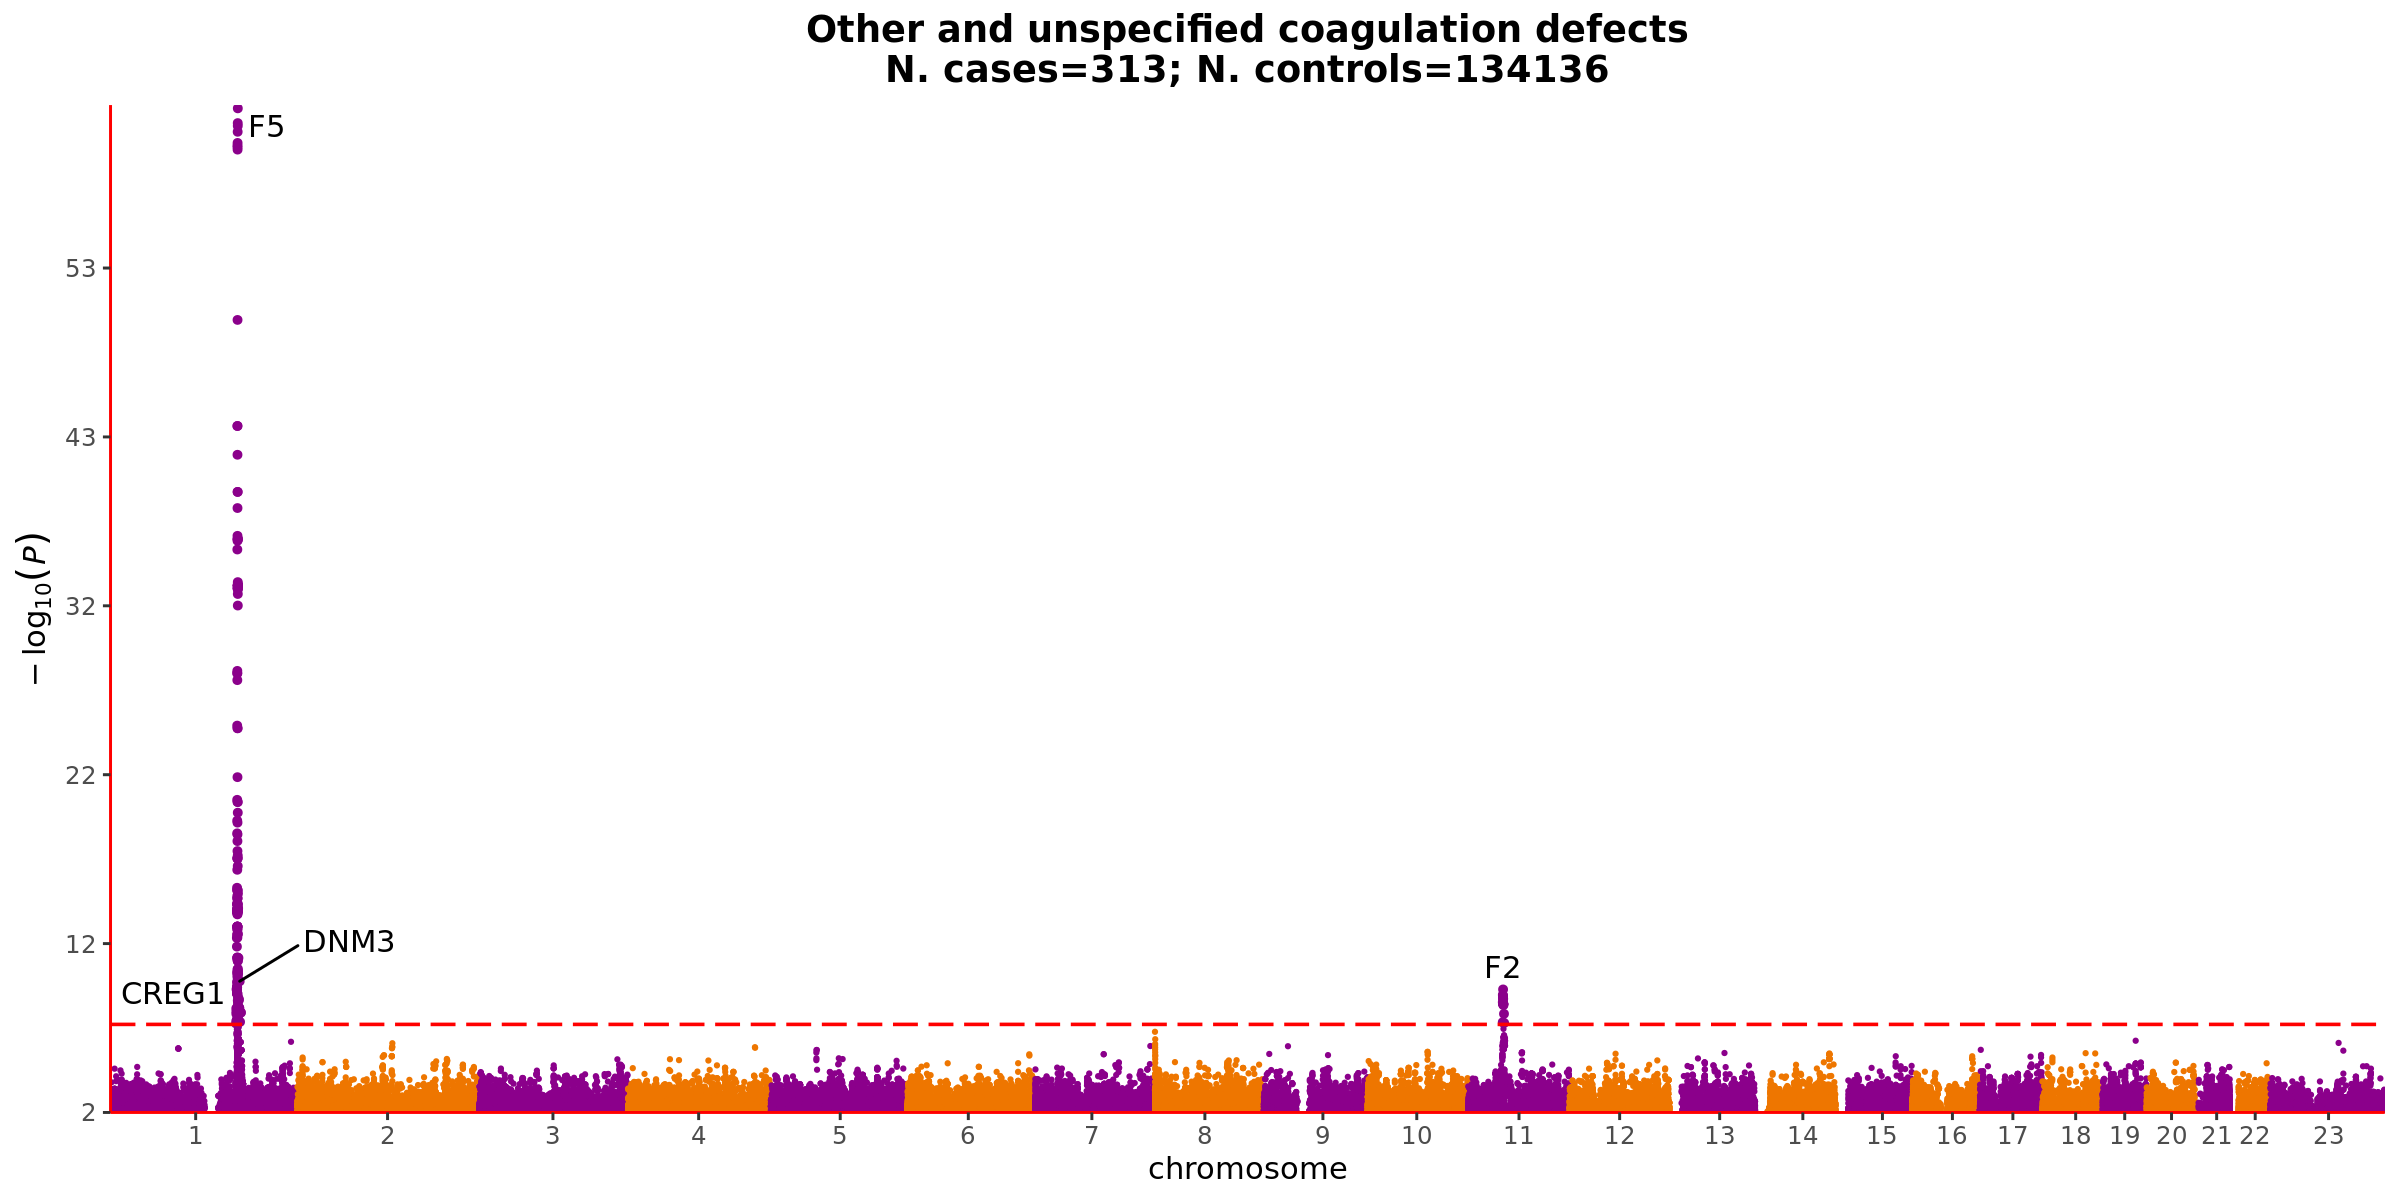 Other and unspecified coagulation defects
N. cases=313; N. controls=134136
F5
53
43
− log10(P)
32
22
12
DNM3
F2
CREG1
2
1 2 3 4 5 6 7 8 9 10 11 12 13 14 15 16 17 18 19 20 21 22 23
chromosome